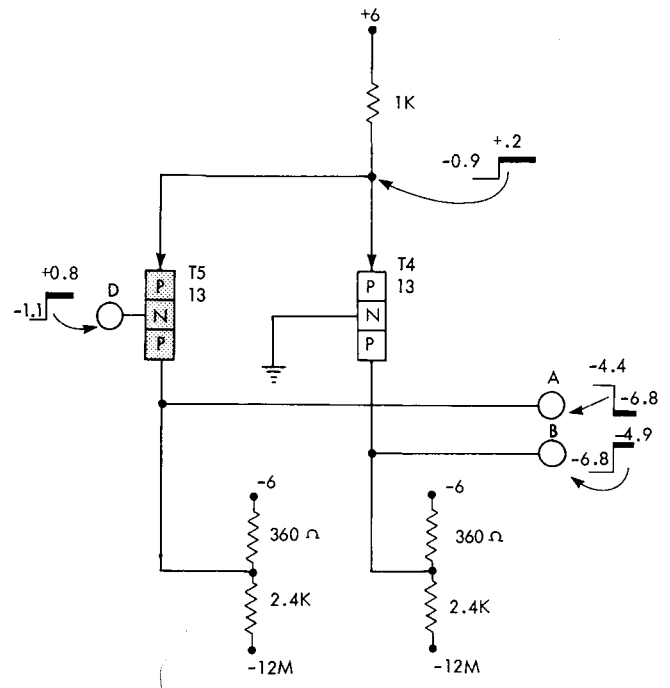 +6
1K
+.2
-0.9
+0.8
D
-1.1
P
N
P
T5
13
P
N
P
T4
13
-4.4
A
-6.8
B
-4.9
-6.8
-6
360 Ω
2.4K
-12M
-6
360 Ω
2.4K
-12M